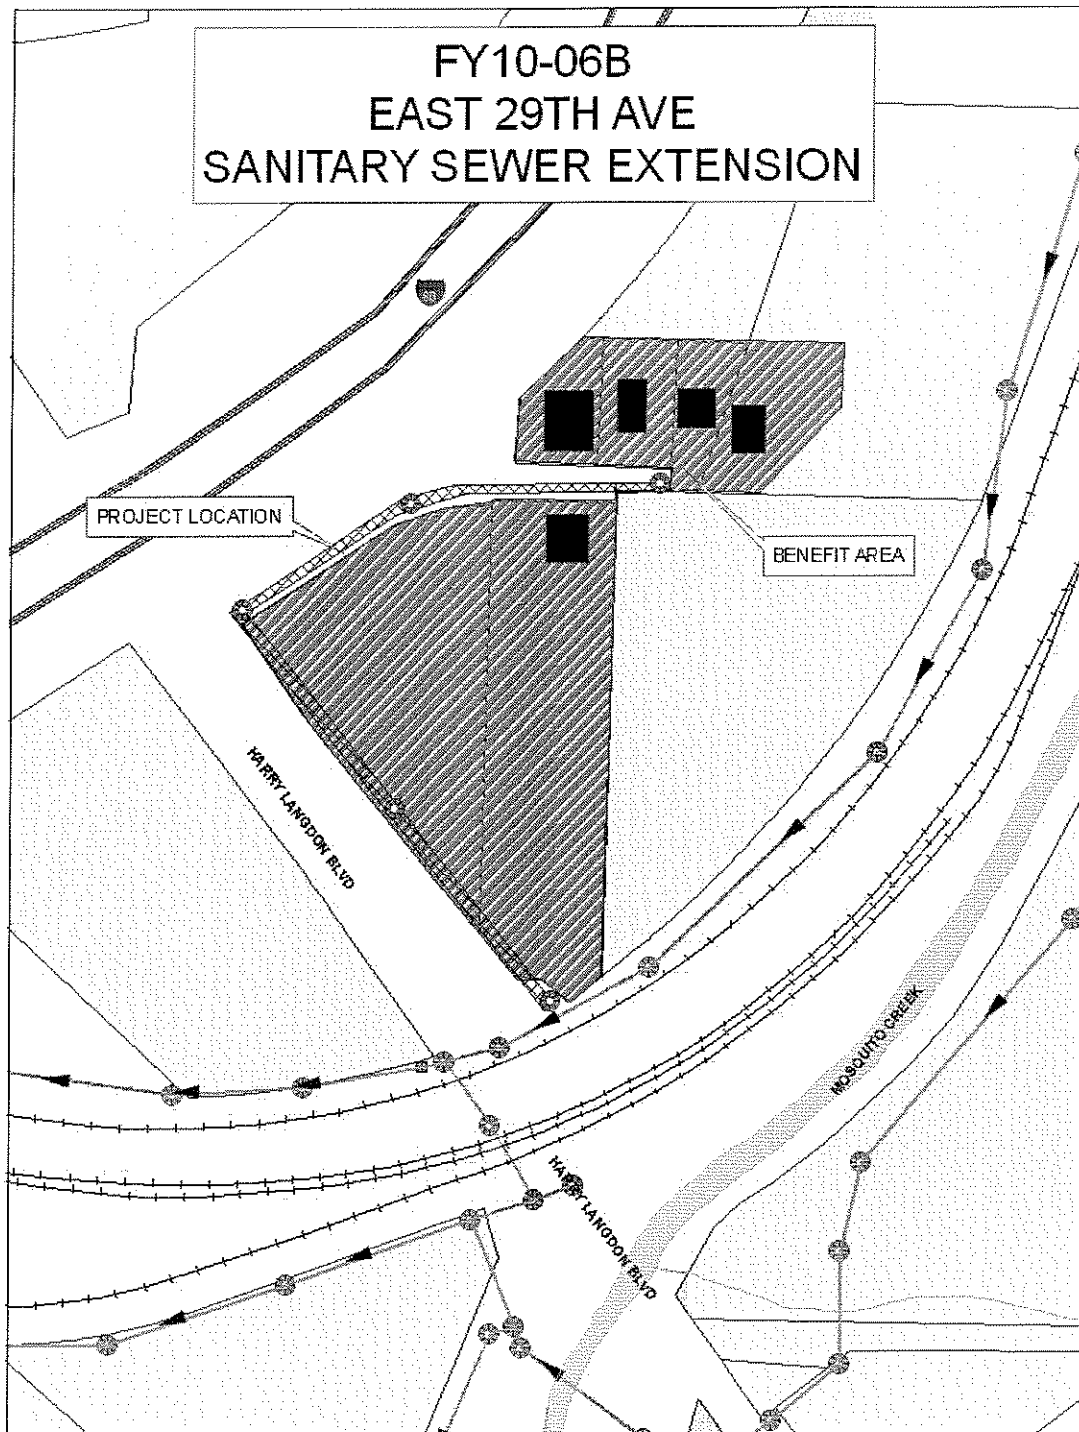 FY10-06B
EAST 29TH AVE
SANITARY SEWER EXTENSION
PROJECT LOCATION
BENEFIT AREA
HARRY LANGDON BLVD
MOSQUITO CREEK
HARRY LANGDON BLVD